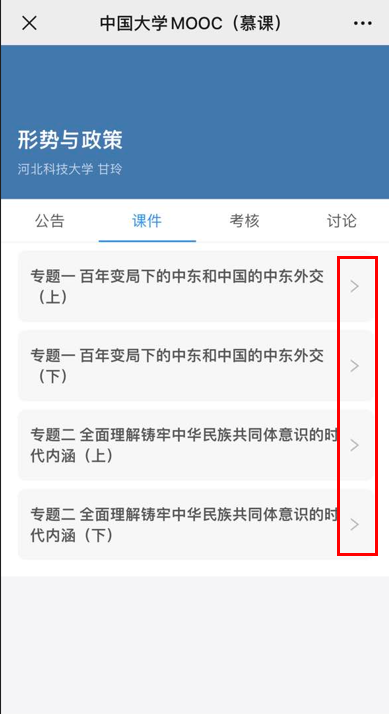 中国大学MOOC（慕课）
形势与政策
河北科技大学 甘玲
公告 课件 考核 讨论
专题一 百年变局下的中东和中国的中东外交
（上）
专题一 百年变局下的中东和中国的中东外交
（下）
专题二 全面理解铸牢中华民族共同体意识的时
代内涵（上）
专题二 全面理解铸牢中华民族共同体意识的时
代内涵（下）